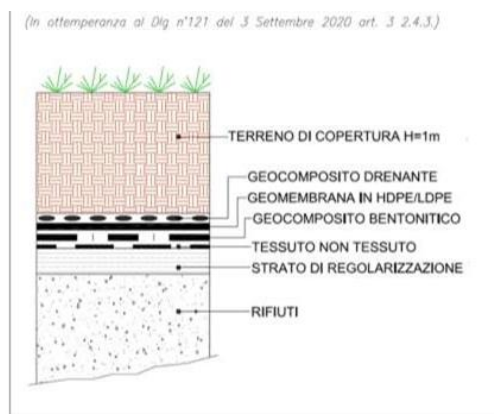 (In ottemperanza al Dlg n°121 del 3 Settembre 2020 art. 3 2.4.3.)
TERRENO DI COPERTURA H=1m
GEOCOMPOSITO DRENANTE
GEOMEMBRANA IN HDPE/LDPE
GEOCOMPOSITO BENTONITICO
TESSUTO NON TESSUTO
STRATO DI REGOLARIZZAZIONE
RIFIUTI